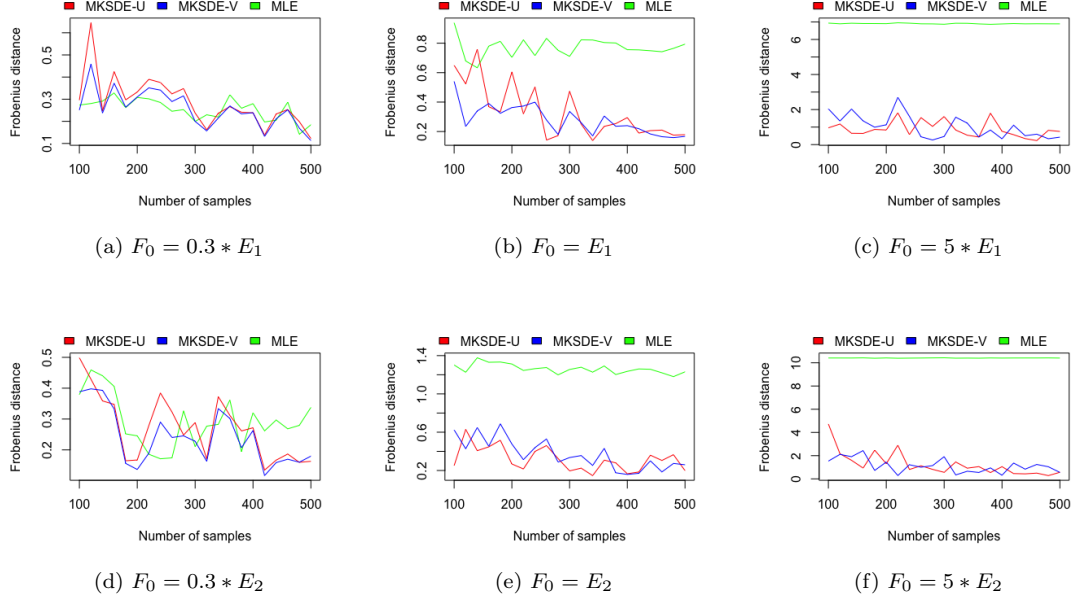 MKSDE-U MKSDE-V MLE
Frobenius distance
0.1 0.3 0.5
100 200 300 400 500
Number of samples
(a) F₀ = 0.3 * E₁
MKSDE-U MKSDE-V MLE
Frobenius distance
0.2 0.4 0.6 0.8
100 200 300 400 500
Number of samples
(b) F₀ = E₁
MKSDE-U MKSDE-V MLE
Frobenius distance
0 1 2 4 6
100 200 300 400 500
Number of samples
(c) F₀ = 5 * E₁
MKSDE-U MKSDE-V MLE
Frobenius distance
0.2 0.3 0.4 0.5
100 200 300 400 500
Number of samples
(d) F₀ = 0.3 * E₂
MKSDE-U MKSDE-V MLE
Frobenius distance
0.2 0.6 1.0 1.4
100 200 300 400 500
Number of samples
(e) F₀ = E₂
MKSDE-U MKSDE-V MLE
Frobenius distance
0 2 4 6 8 10
100 200 300 400 500
Number of samples
(f) F₀ = 5 * E₂